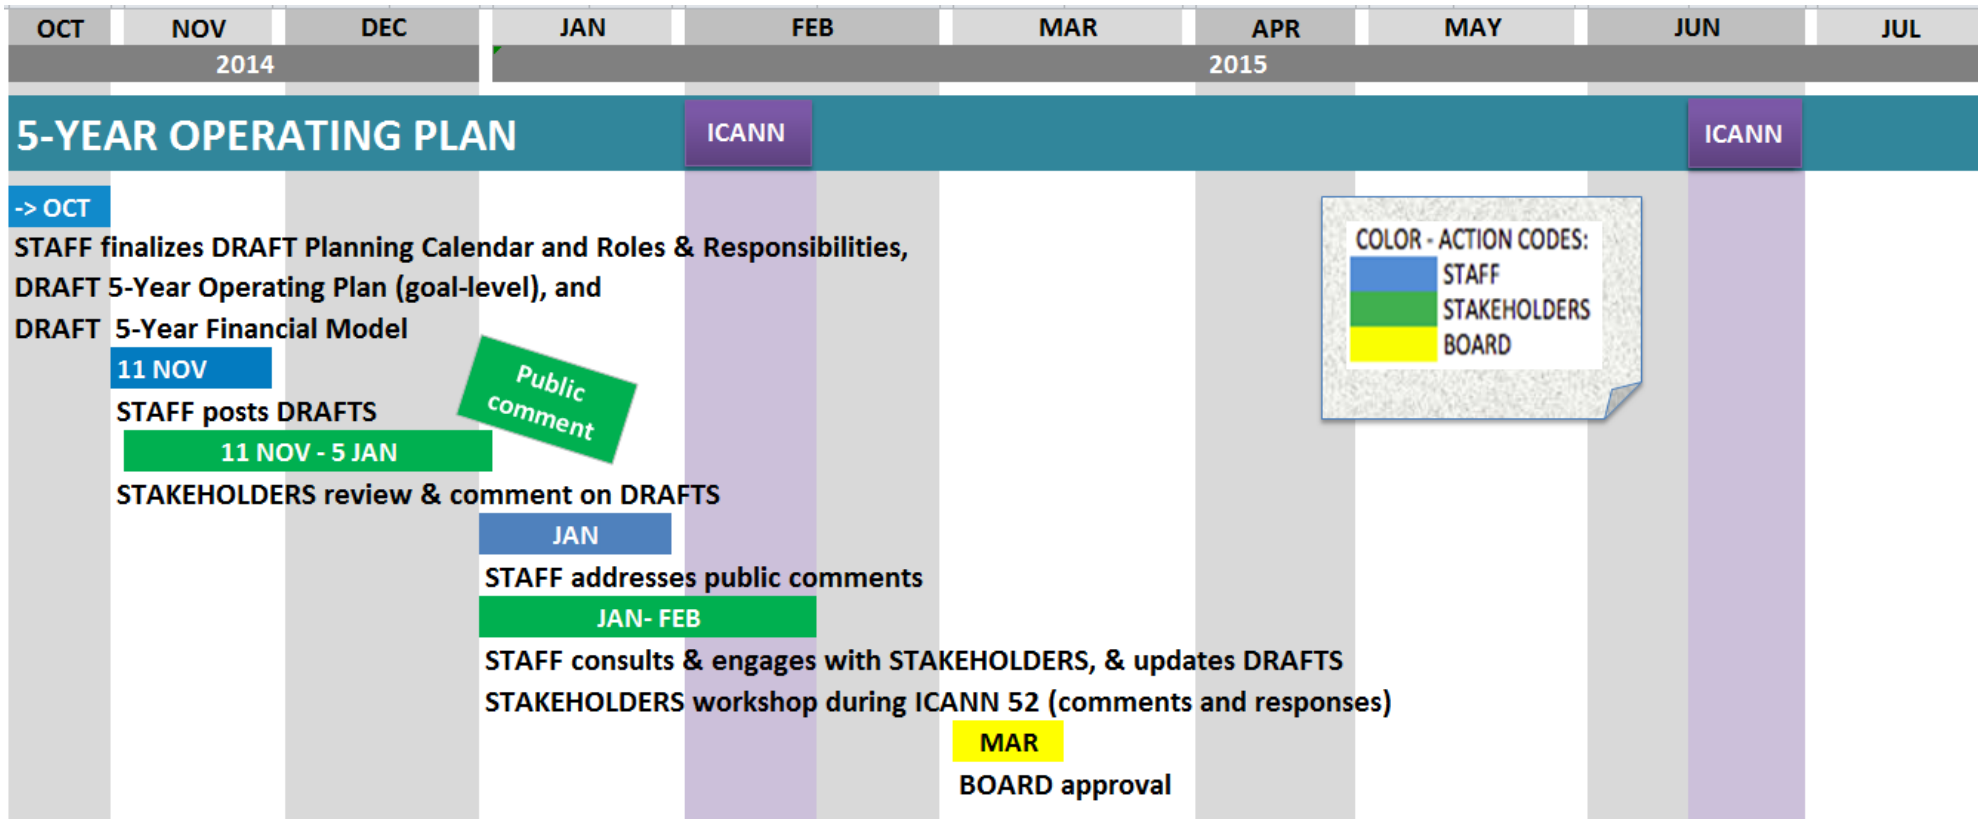 OCT NOV DEC JAN FEB MAR APR MAY JUN JUL
2014 2015
5-YEAR OPERATING PLAN ICANN ICANN
-> OCT
STAFF finalizes DRAFT Planning Calendar and Roles & Responsibilities,
DRAFT 5-Year Operating Plan (goal-level), and
DRAFT 5-Year Financial Model
COLOR - ACTION CODES:
STAFF
STAKEHOLDERS
BOARD
11 NOV
Public
comment
STAFF posts DRAFTS
11 NOV - 5 JAN
STAKEHOLDERS review & comment on DRAFTS
JAN
STAFF addresses public comments
JAN- FEB
STAFF consults & engages with STAKEHOLDERS, & updates DRAFTS
STAKEHOLDERS workshop during ICANN 52 (comments and responses)
MAR
BOARD approval